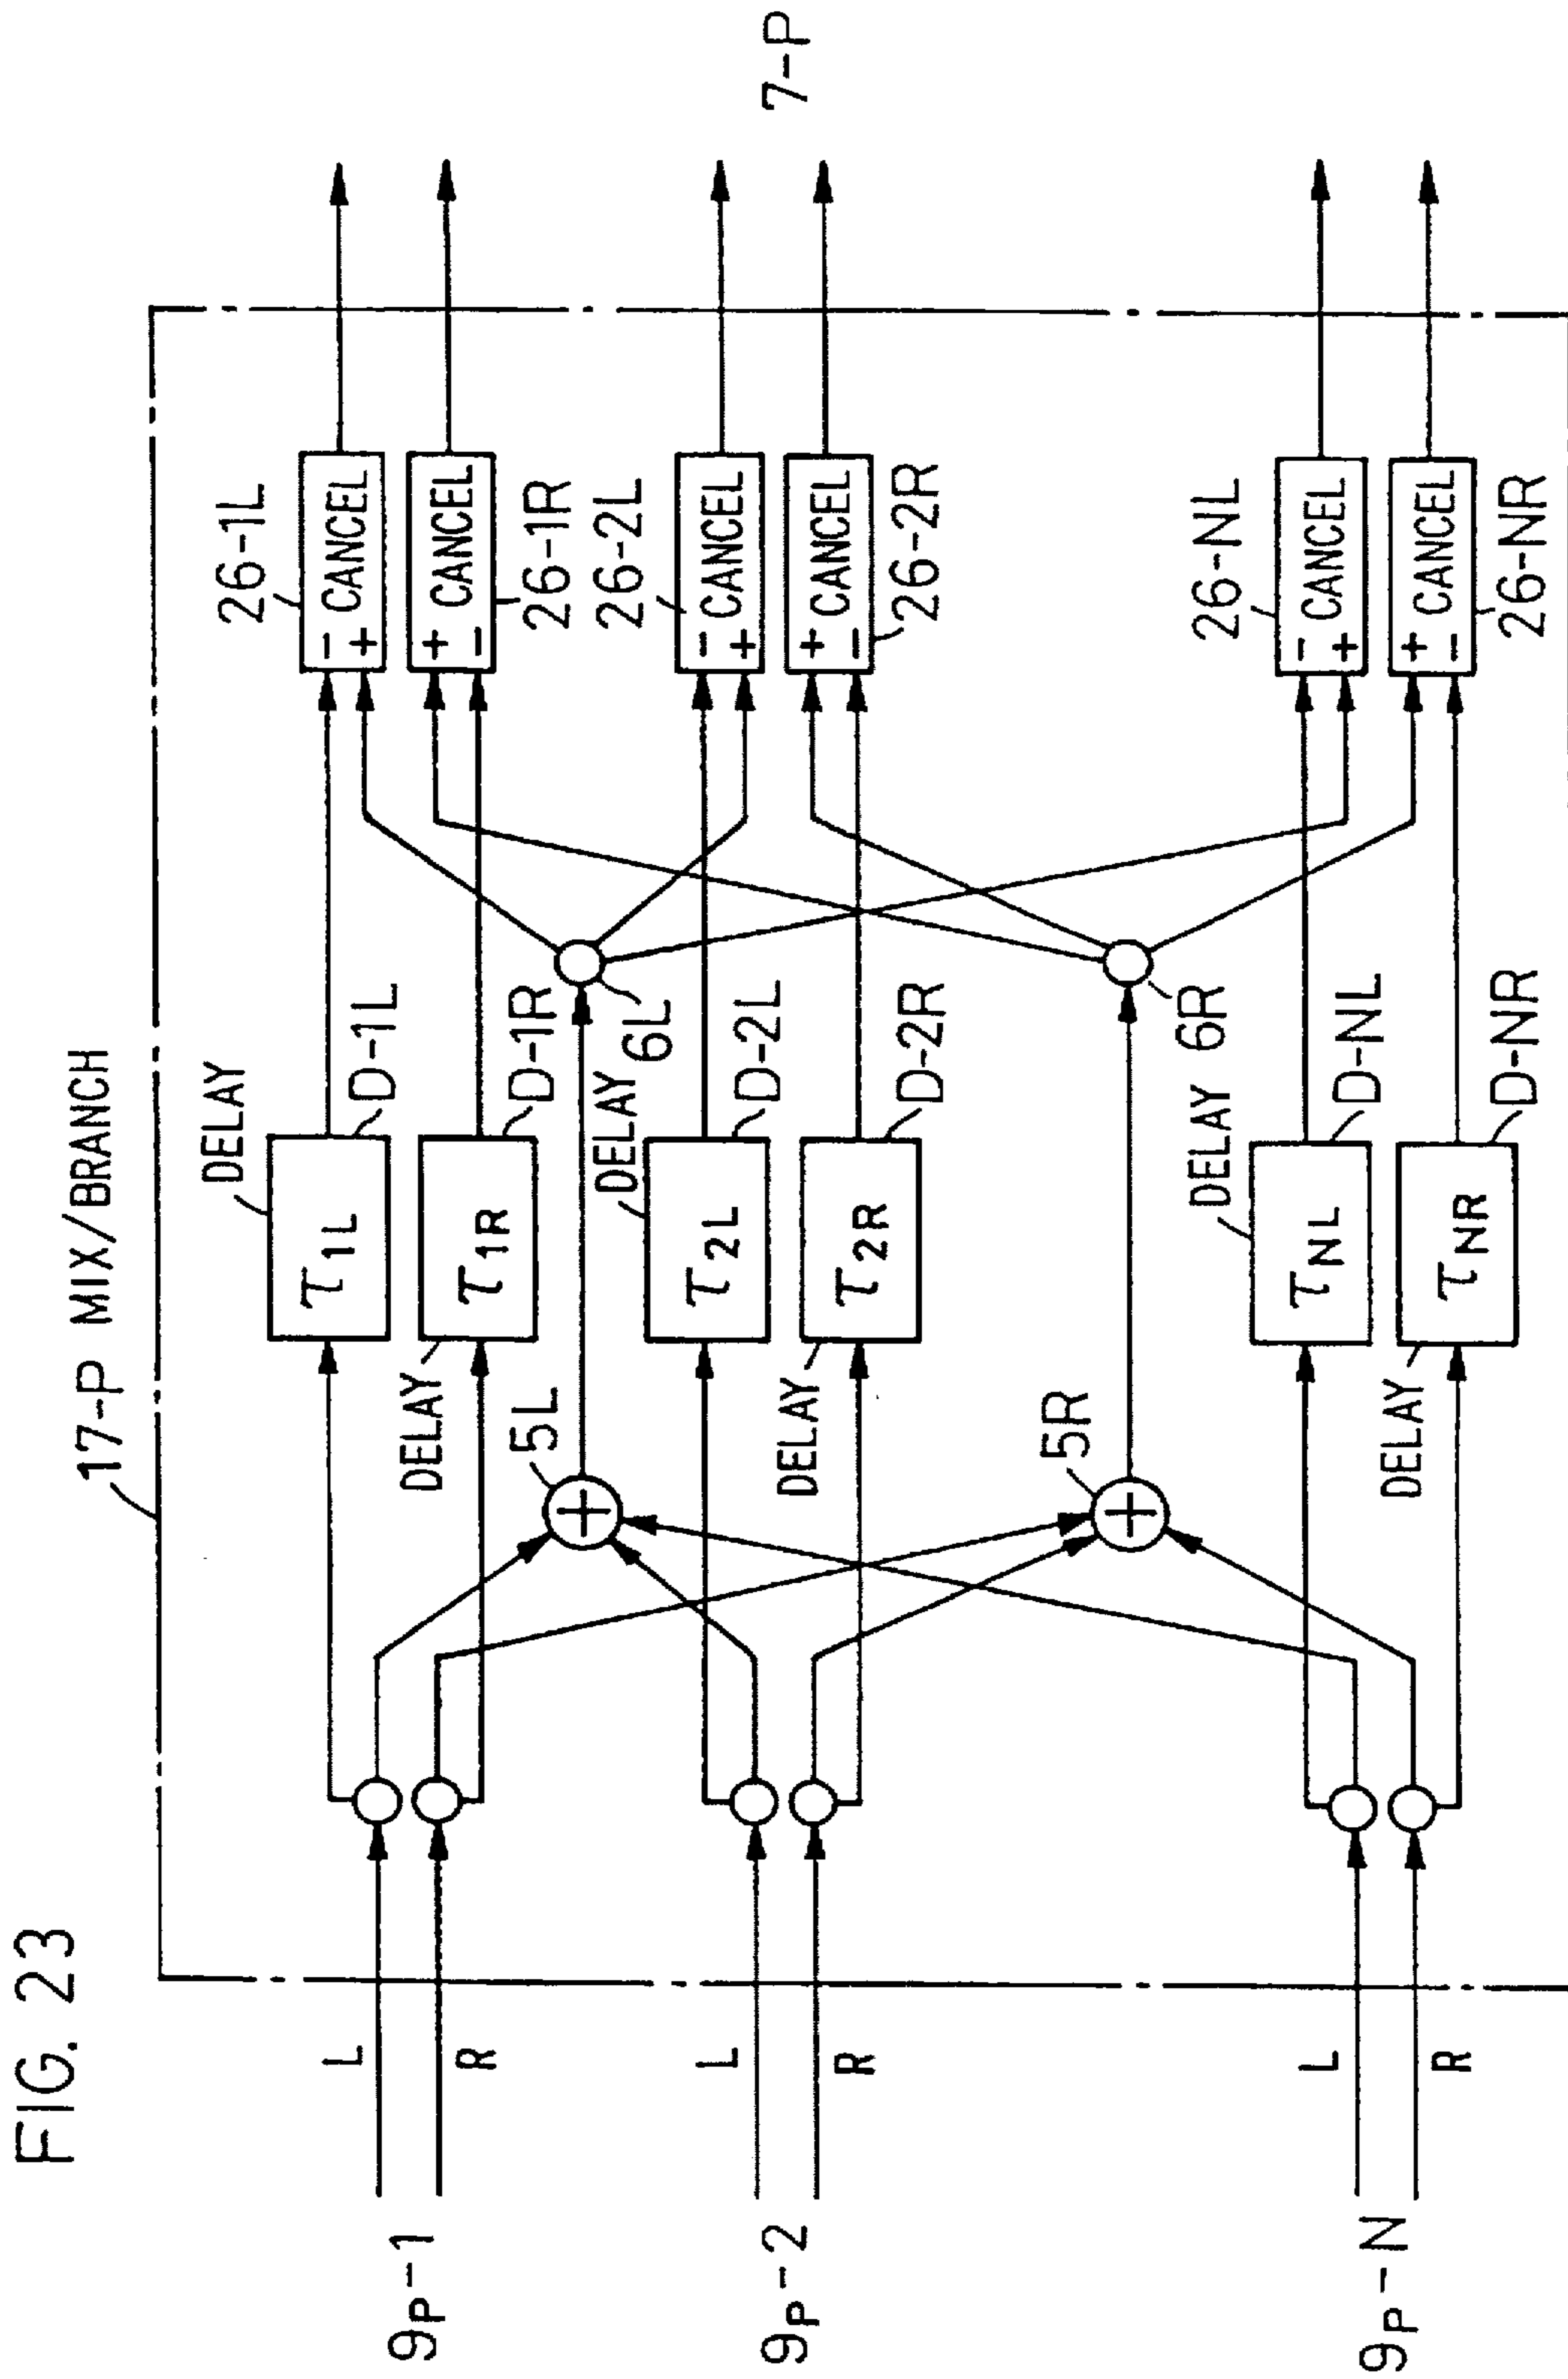 FIG. 23
17-P MIX/BRANCH
9P-1
L
R
DELAY
τ1L
D-1L
26-1L
- CANCEL
+
DELAY
τ1R
D-1R
+ CANCEL
-
26-1R
5L
6L
9P-2
L
R
DELAY
τ2L
D-2L
26-2L
- CANCEL
+
DELAY
τ2R
D-2R
+ CANCEL
-
26-2R
7-P
5R
6R
9P-N
L
R
DELAY
τNL
D-NL
26-NL
- CANCEL
+
DELAY
τNR
D-NR
+ CANCEL
-
26-NR
+
+